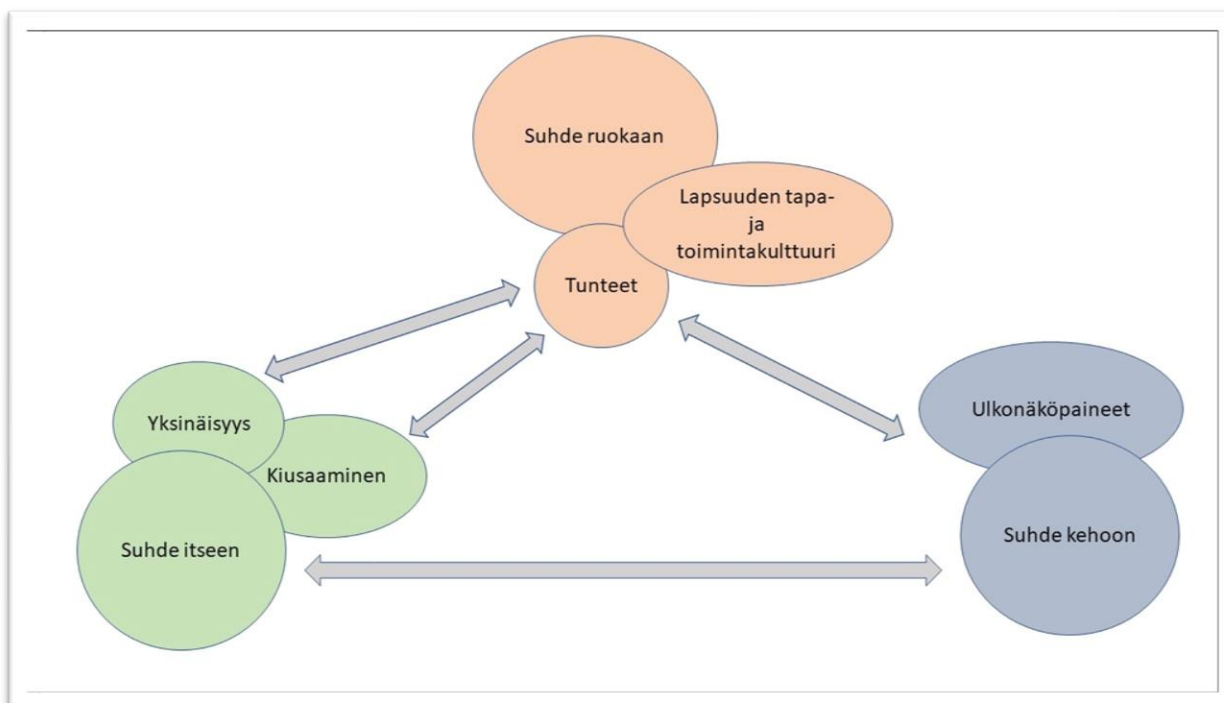 Suhde ruokaan
Lapsuuden tapa-
ja
toimintakulttuuri
Tunteet
Yksinäisyys
Kiusaaminen
Suhde itseen
Ulkonäköpaineet
Suhde kehoon